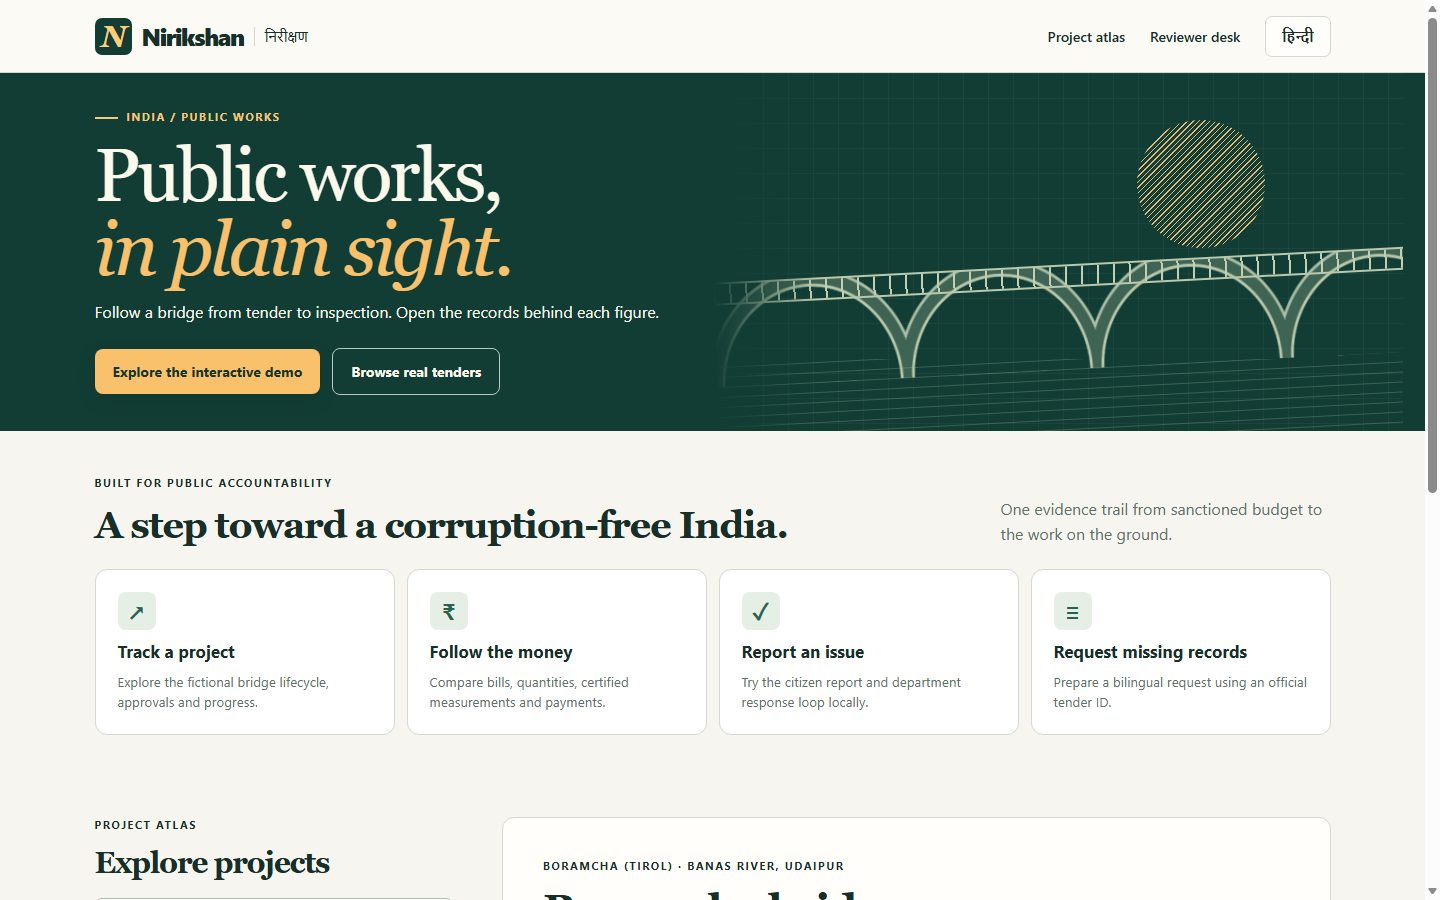 N Nirikshan निरीक्षण Project atlas Reviewer desk हिन्दी
INDIA / PUBLIC WORKS
Public works,
in plain sight.
Follow a bridge from tender to inspection. Open the records behind each figure.
Explore the interactive demo Browse real tenders
BUILT FOR PUBLIC ACCOUNTABILITY
A step toward a corruption-free India.
One evidence trail from sanctioned budget to
the work on the ground.
↗
Track a project
Explore the fictional bridge lifecycle,
approvals and progress.
₹
Follow the money
Compare bills, quantities, certified
measurements and payments.
✓
Report an issue
Try the citizen report and department
response loop locally.
≡
Request missing records
Prepare a bilingual request using an official
tender ID.
PROJECT ATLAS
Explore projects
BORAMCHA (TIROL) · BANAS RIVER, UDAIPUR